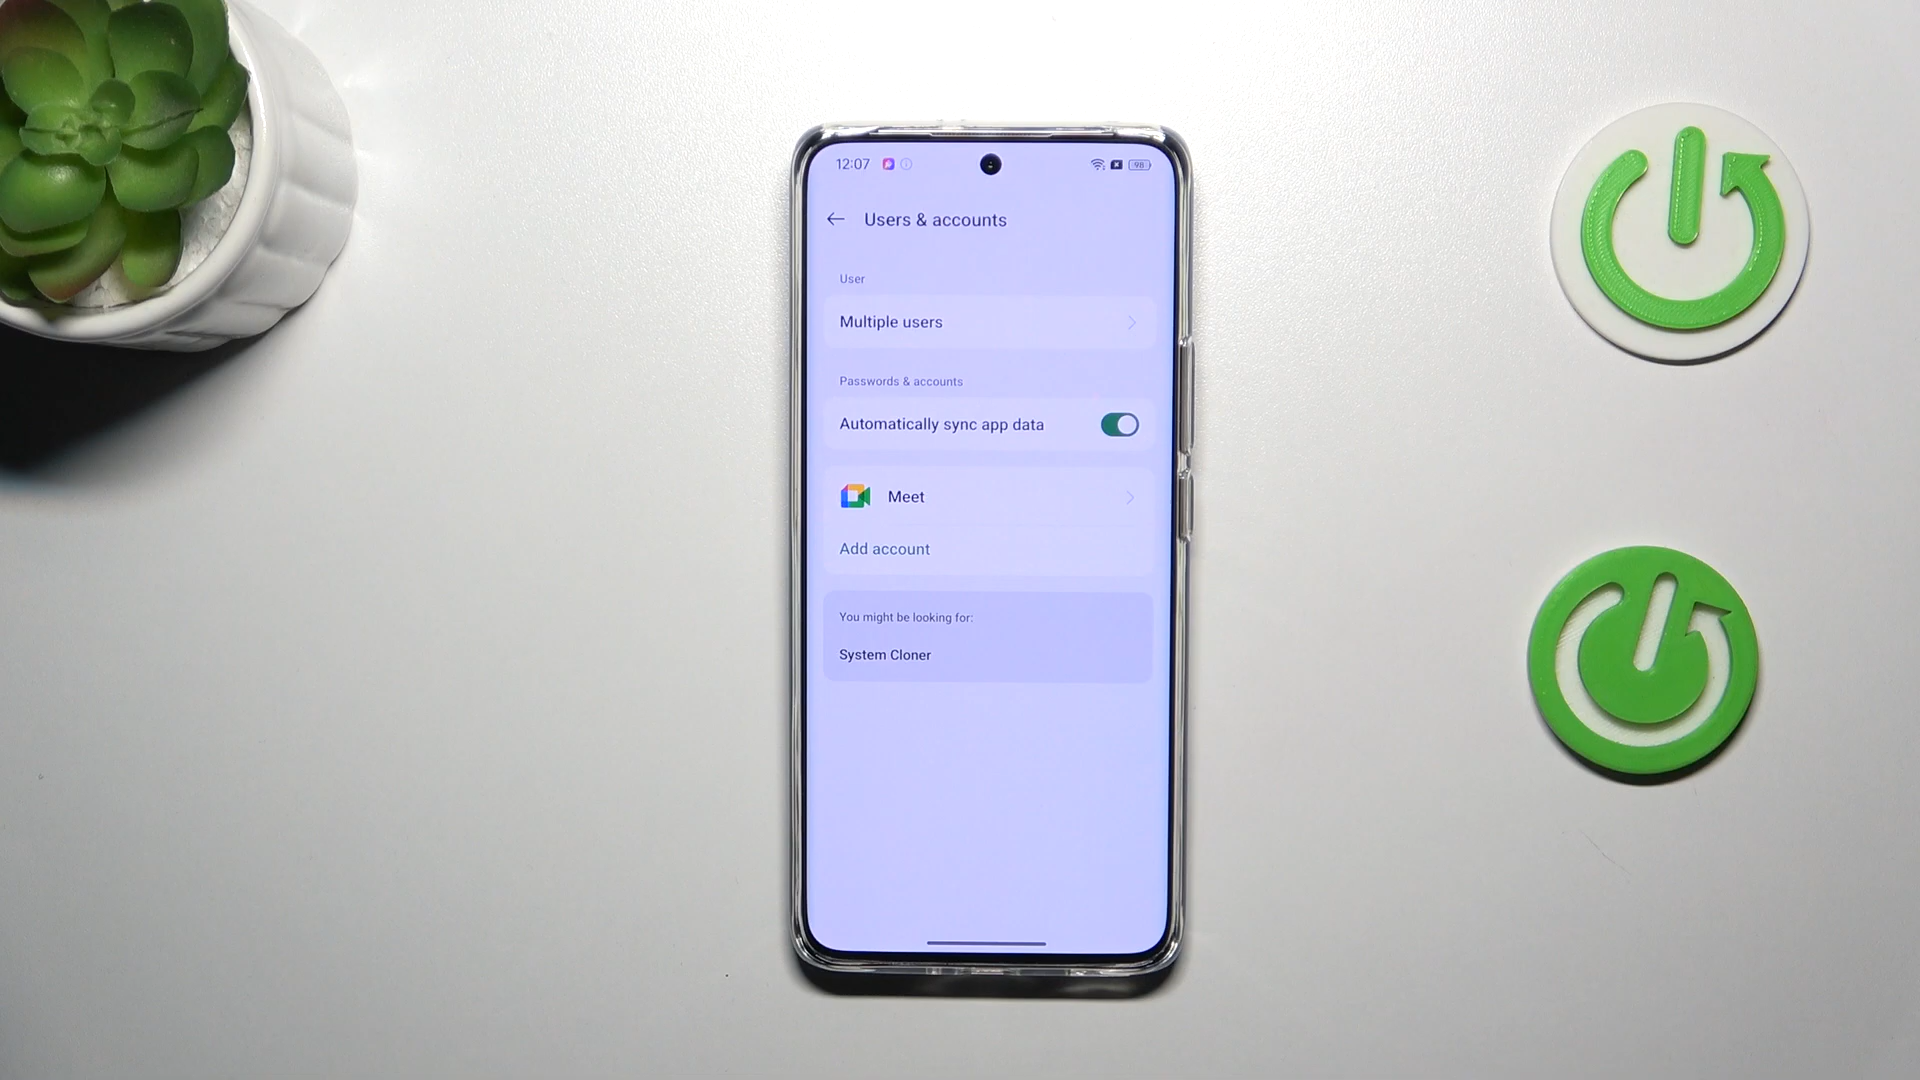 12:07
98
Users & accounts
User
Multiple users
Passwords & accounts
Automatically sync app data
Meet
Add account
You might be looking for:
System Cloner